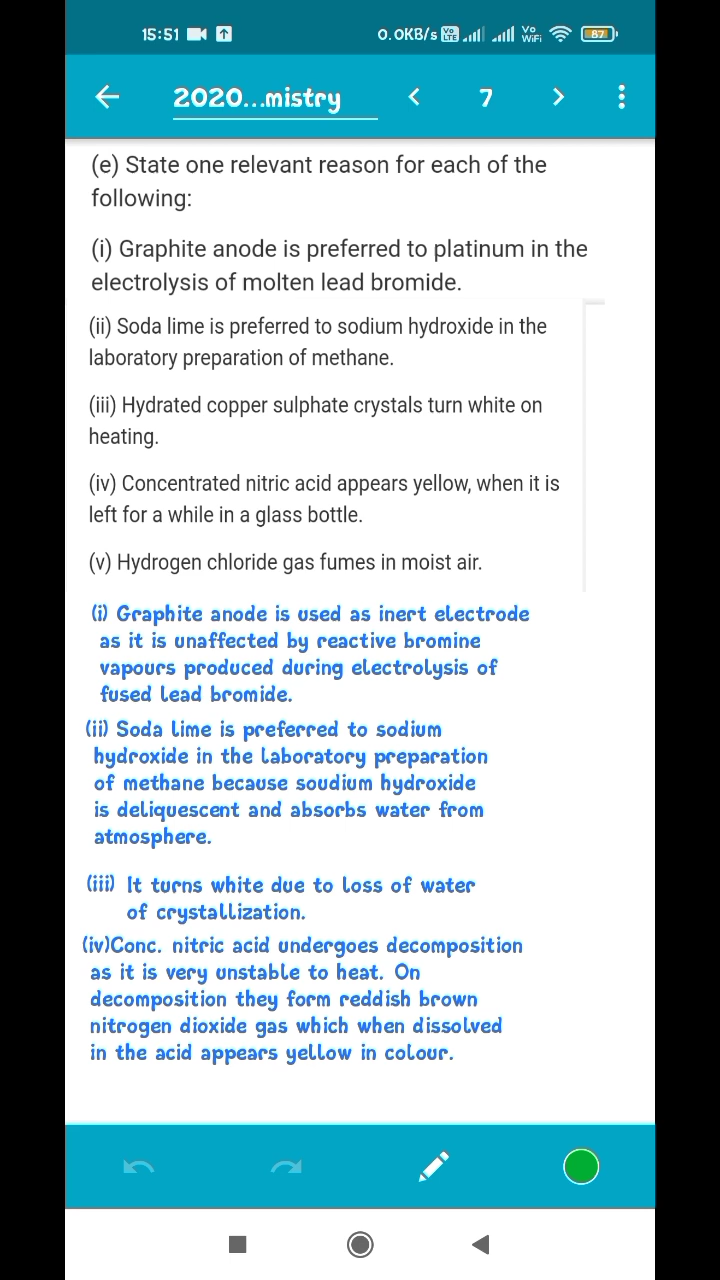 15:51 0.0KB/s Vo LTE Vo WiFi 87
2020...mistry 7
(e) State one relevant reason for each of the
following:
(i) Graphite anode is preferred to platinum in the
electrolysis of molten lead bromide.
(ii) Soda lime is preferred to sodium hydroxide in the
laboratory preparation of methane.
(iii) Hydrated copper sulphate crystals turn white on
heating.
(iv) Concentrated nitric acid appears yellow, when it is
left for a while in a glass bottle.
(v) Hydrogen chloride gas fumes in moist air.
(i) Graphite anode is used as inert electrode
as it is unaffected by reactive bromine
vapours produced during electrolysis of
fused lead bromide.
(ii) Soda lime is preferred to sodium
hydroxide in the laboratory preparation
of methane because soudium hydroxide
is deliquescent and absorbs water from
atmosphere.
(iii) It turns white due to loss of water
of crystallization.
(iv)Conc. nitric acid undergoes decomposition
as it is very unstable to heat. On
decomposition they form reddish brown
nitrogen dioxide gas which when dissolved
in the acid appears yellow in colour.